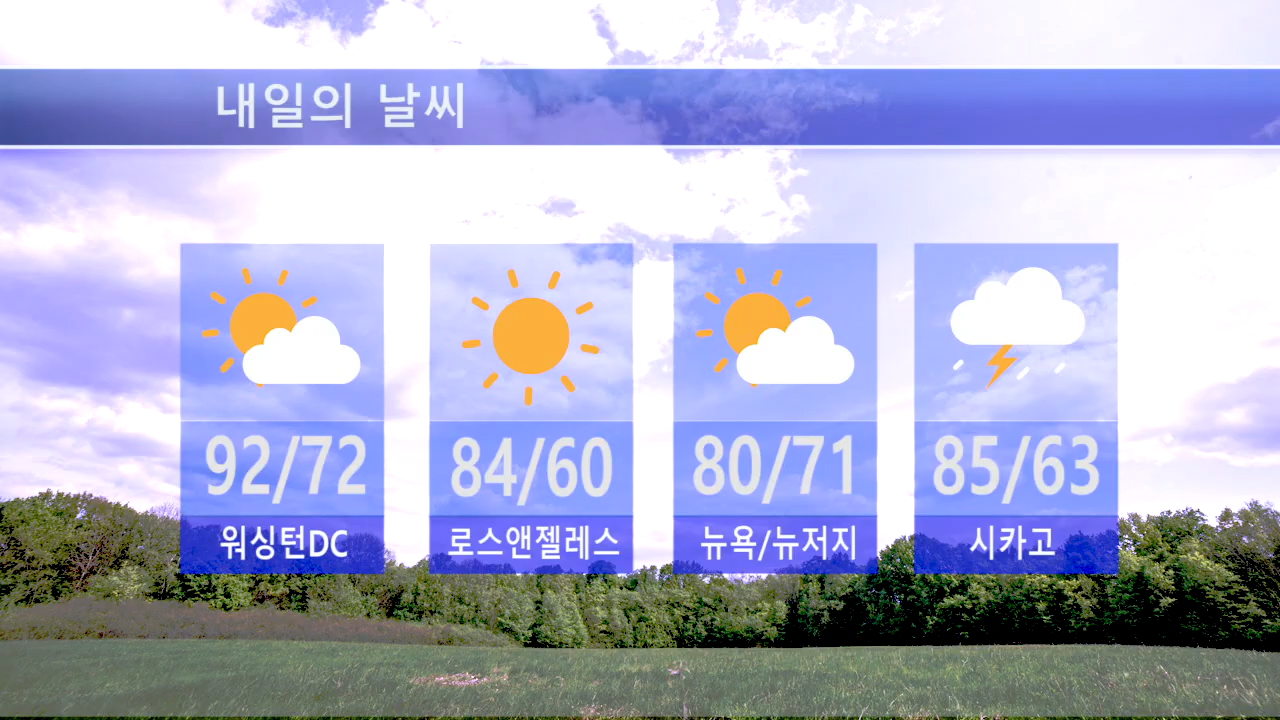 내일의 날씨
92/72
84/60
80/71
85/63
워싱턴DC
로스앤젤레스
뉴욕/뉴저지
시카고